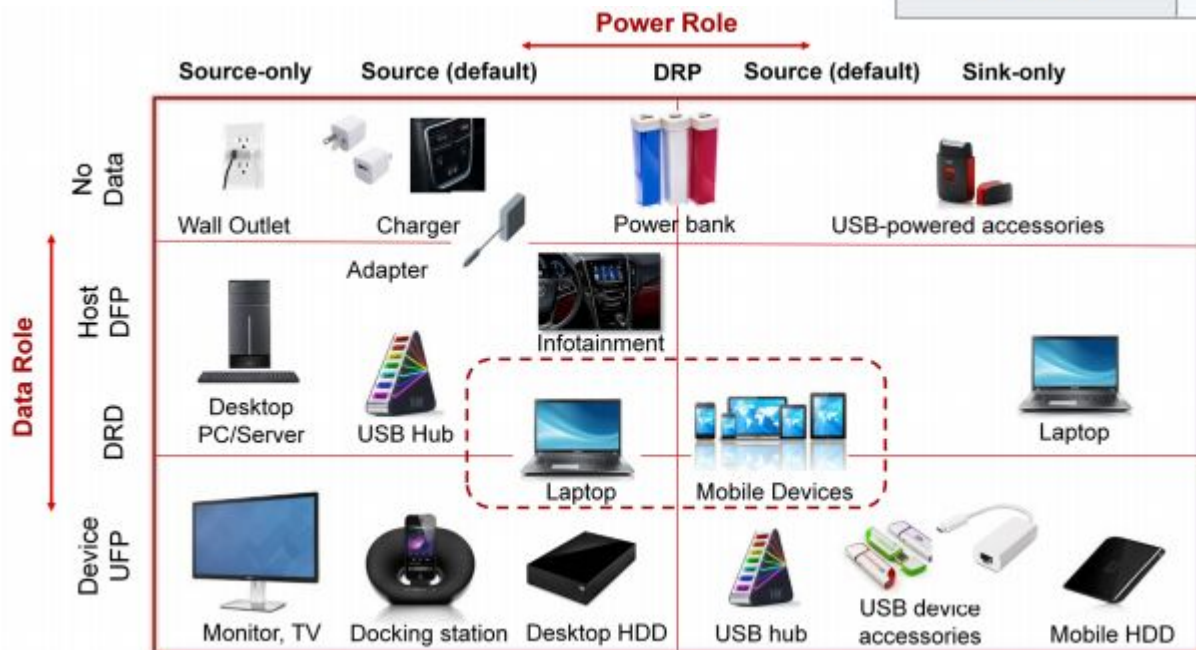 Power Role
Source-only Source (default) DRP Source (default) Sink-only
Data Role
No
Data
Wall Outlet Charger Power bank USB-powered accessories
Host
DFP
Adapter
Infotainment
DRD
Desktop
PC/Server USB Hub Laptop
Laptop Mobile Devices
Device
UFP
Monitor, TV Docking station Desktop HDD USB hub USB device
accessories Mobile HDD